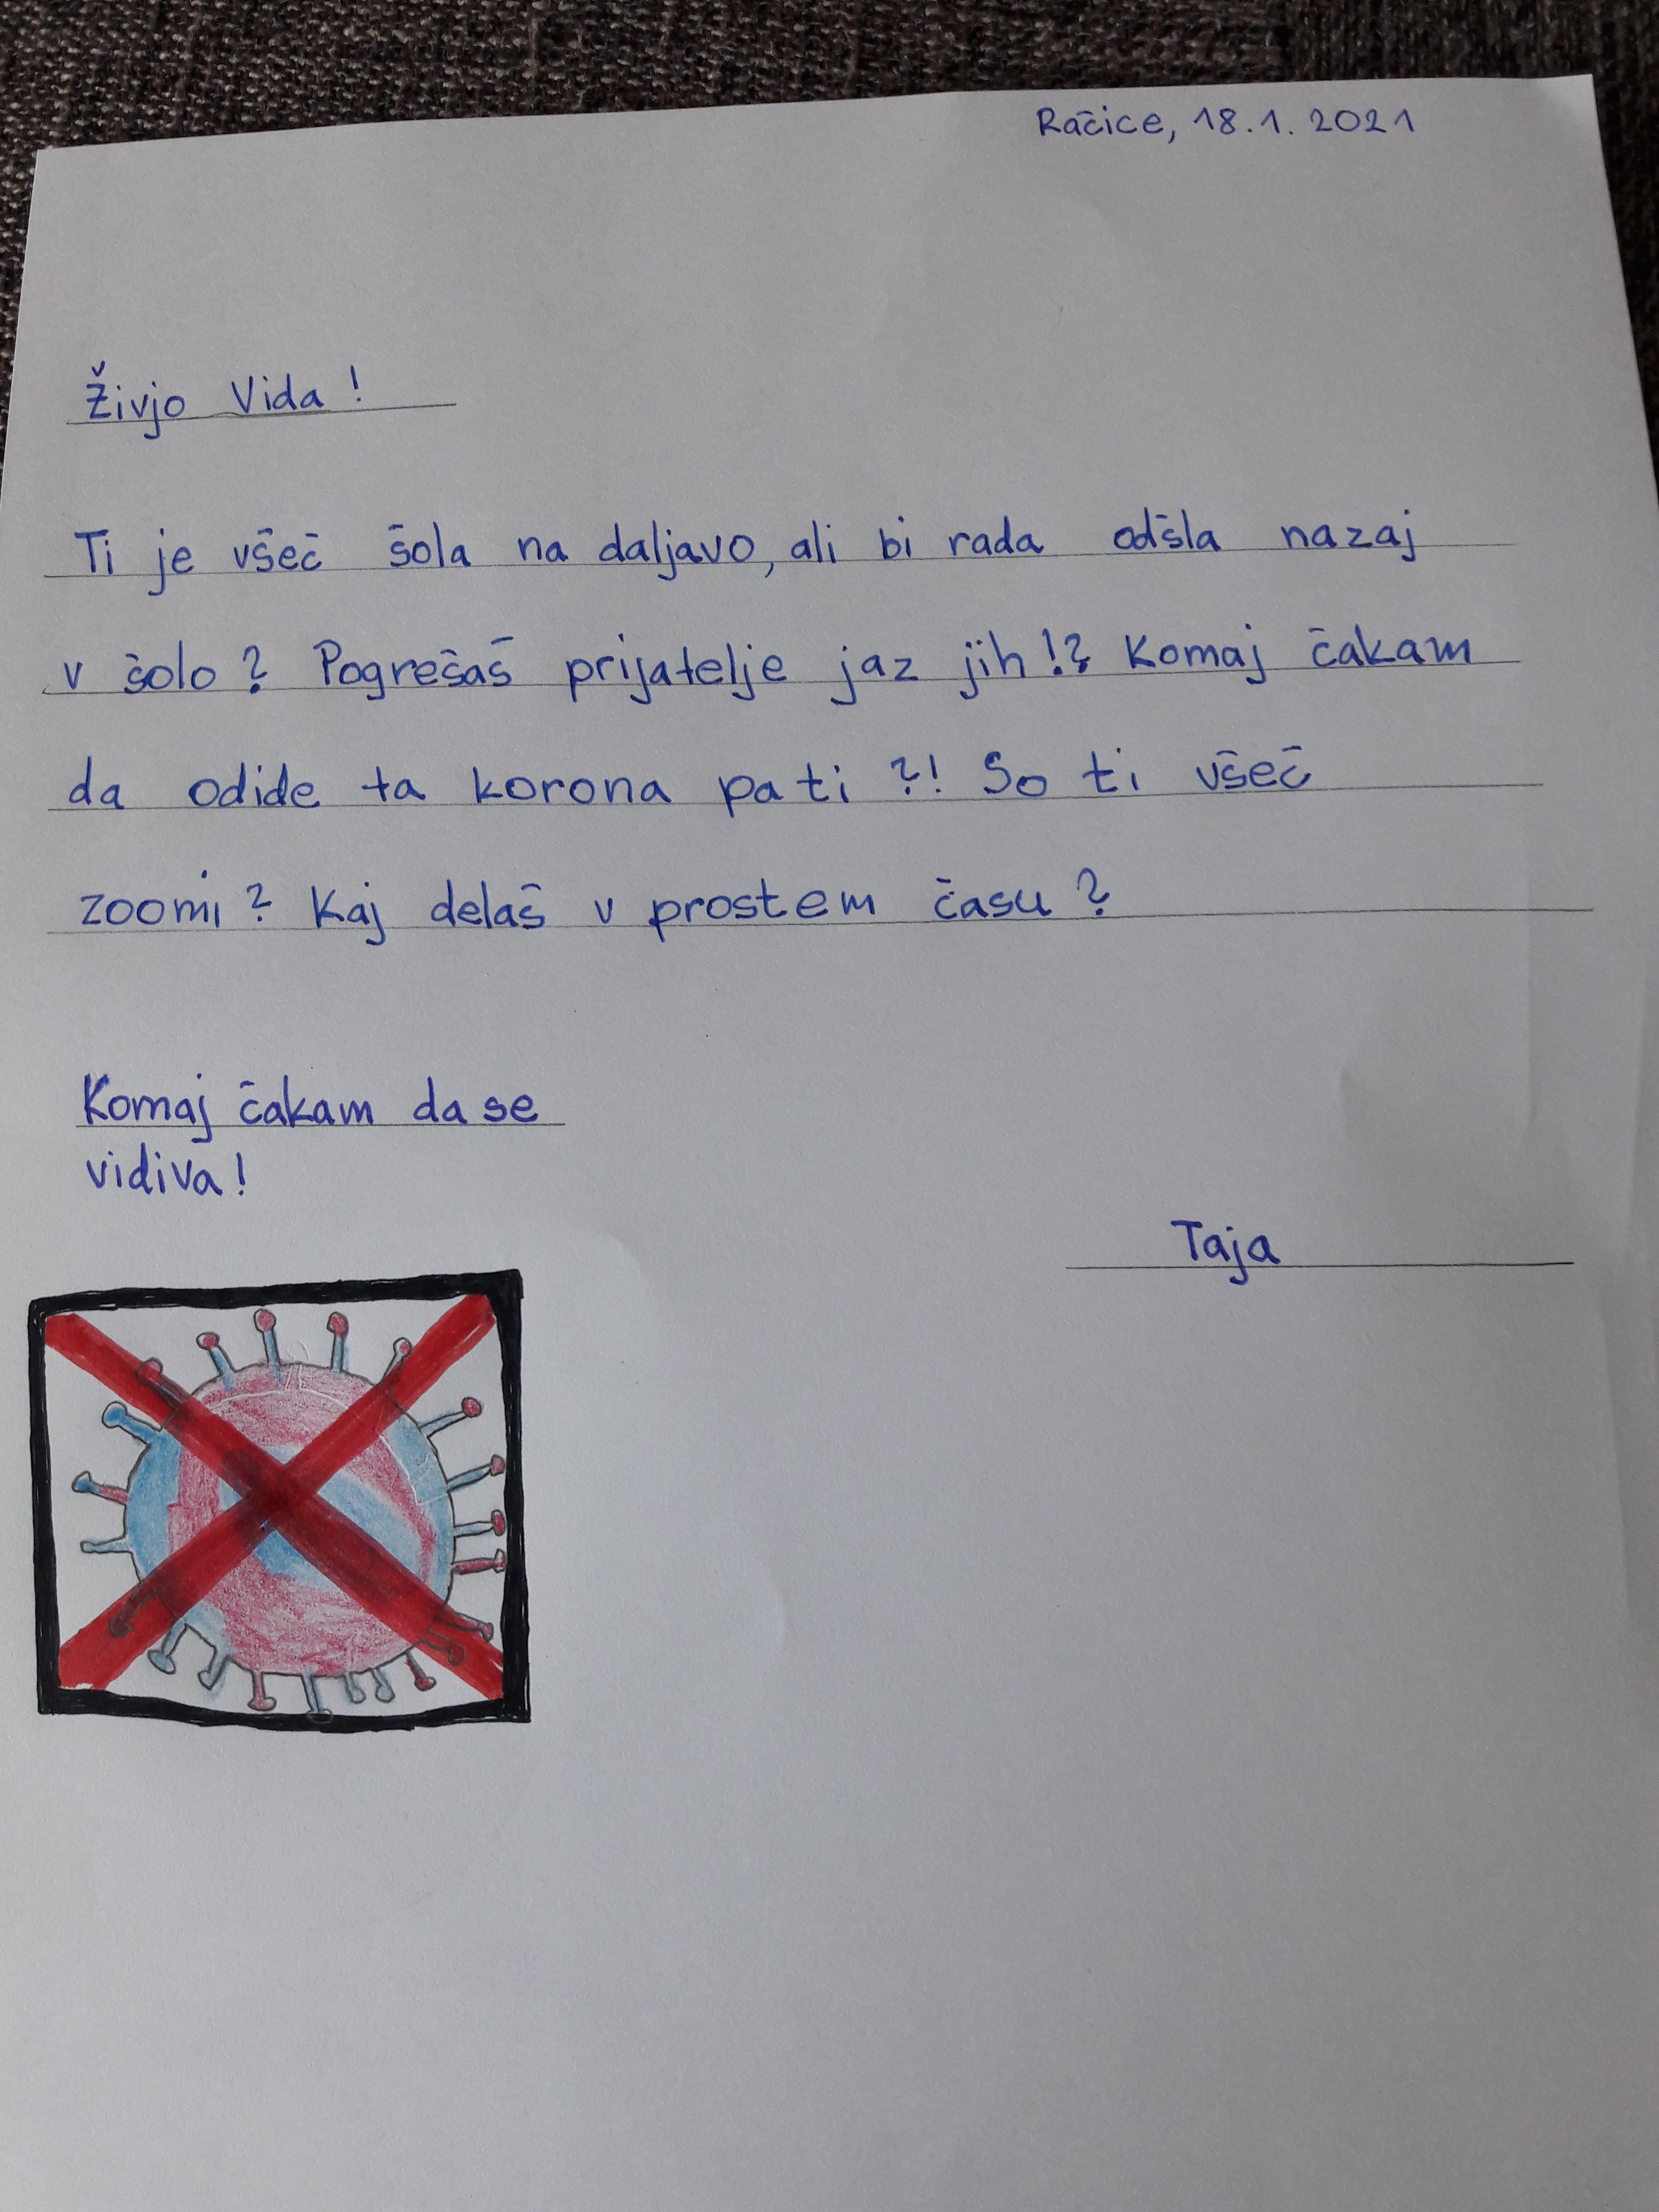 Račice, 18.1. 2021
Živjo Vida!
Ti je všeč šola na daljavo, ali bi rada odšla nazaj
v šolo? Pogrešaš prijatelje jaz jih!? Komaj čakam
da odide ta korona pa ti ?! So ti všeč
zoomi? Kaj delaš v prostem času?
Komaj čakam da se
vidiva!
Taja